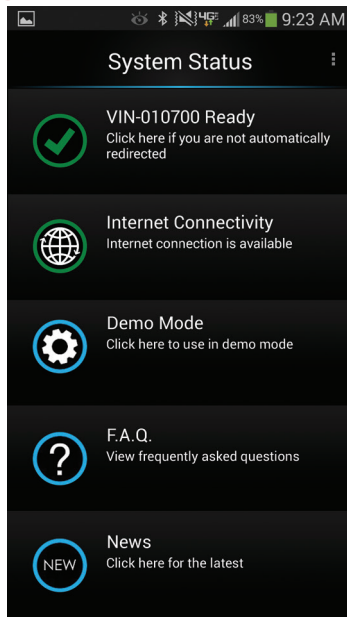 4GE 83% 9:23 AM
System Status
VIN-010700 Ready
Click here if you are not automatically
redirected
Internet Connectivity
Internet connection is available
Demo Mode
Click here to use in demo mode
?
F.A.Q.
View frequently asked questions
NEW
News
Click here for the latest